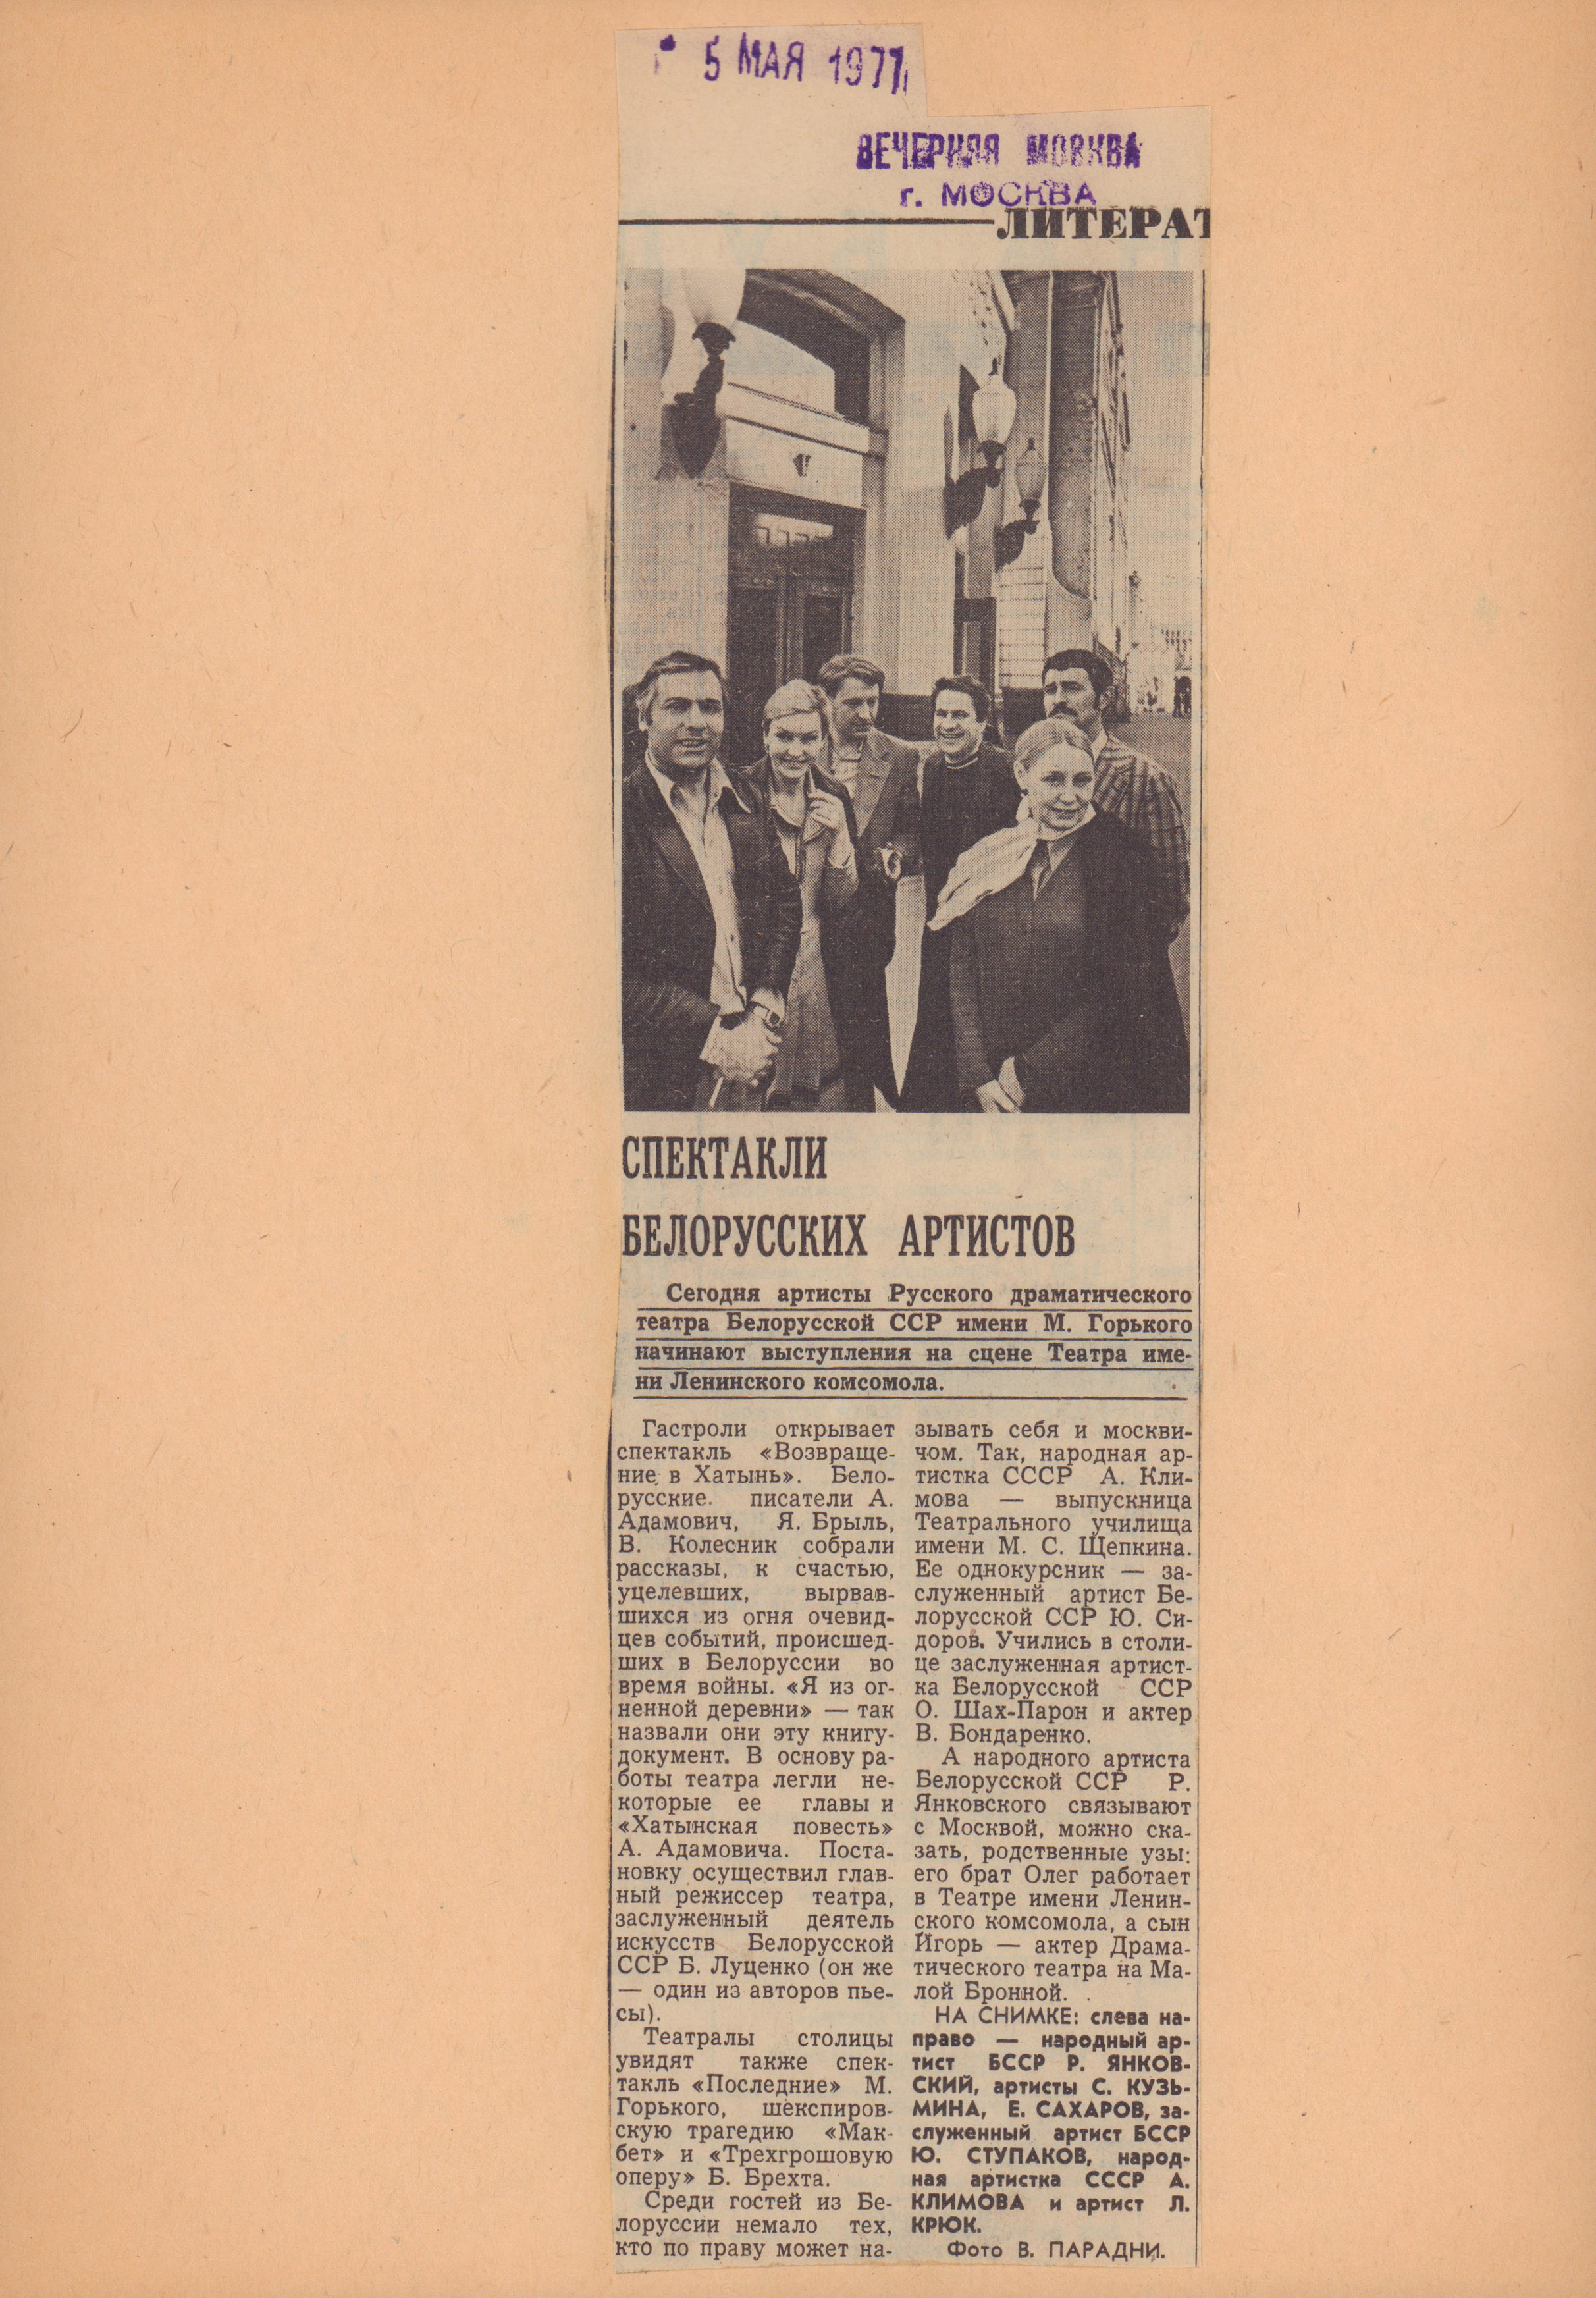 5 МАЯ 1977
ВЕЧЕРНЯЯ МОСКВА
г. МОСКВА
ЛИТЕРАТ
СПЕКТАКЛИ
БЕЛОРУССКИХ АРТИСТОВ
Сегодня артисты Русского драматического
театра Белорусской ССР имени М. Горького
начинают выступления на сцене Театра име-
ни Ленинского комсомола.
Гастроли открывает
спектакль «Возвраще-
ние в Хатынь». Бело-
русские писатели А.
Адамович, Я. Брыль,
В. Колесник собрали
рассказы, к счастью,
уцелевших, вырвав-
шихся из огня очевид-
цев событий, происшед-
ших в Белоруссии во
время войны. «Я из ог-
ненной деревни» — так
назвали они эту книгу-
документ. В основу ра-
боты театра легли не-
которые ее главы и
«Хатынская повесть»
А. Адамовича. Поста-
новку осуществил глав-
ный режиссер театра,
заслуженный деятель
искусств Белорусской
ССР Б. Луценко (он же
— один из авторов пье-
сы).
Театралы столицы
увидят также спек-
такль «Последние» М.
Горького, шекспиров-
скую трагедию «Мак-
бет» и «Трехгрошовую
оперу» Б. Брехта.
Среди гостей из Бе-
лоруссии немало тех,
кто по праву может на-
зывать себя и москви-
чом. Так, народная ар-
тистка СССР А. Кли-
мова — выпускница
Театрального училища
имени М. С. Щепкина.
Ее однокурсник — за-
служенный артист Бе-
лорусской ССР Ю. Си-
доров. Учились в столи-
це заслуженная артист-
ка Белорусской ССР
О. Шах-Парон и актер
В. Бондаренко.
А народного артиста
Белорусской ССР Р.
Янковского связывают
с Москвой, можно ска-
зать, родственные узы:
его брат Олег работает
в Театре имени Ленин-
ского комсомола, а сын
Игорь — актер Драма-
тического театра на Ма-
лой Бронной.
НА СНИМКЕ: слева на-
право — народный ар-
тист БССР Р. ЯНКОВ-
СКИЙ, артисты С. КУЗЬ-
МИНА, Е. САХАРОВ, за-
служенный артист БССР
Ю. СТУПАКОВ, народ-
ная артистка СССР А.
КЛИМОВА и артист Л.
КРЮК.
Фото В. ПАРАДНИ.